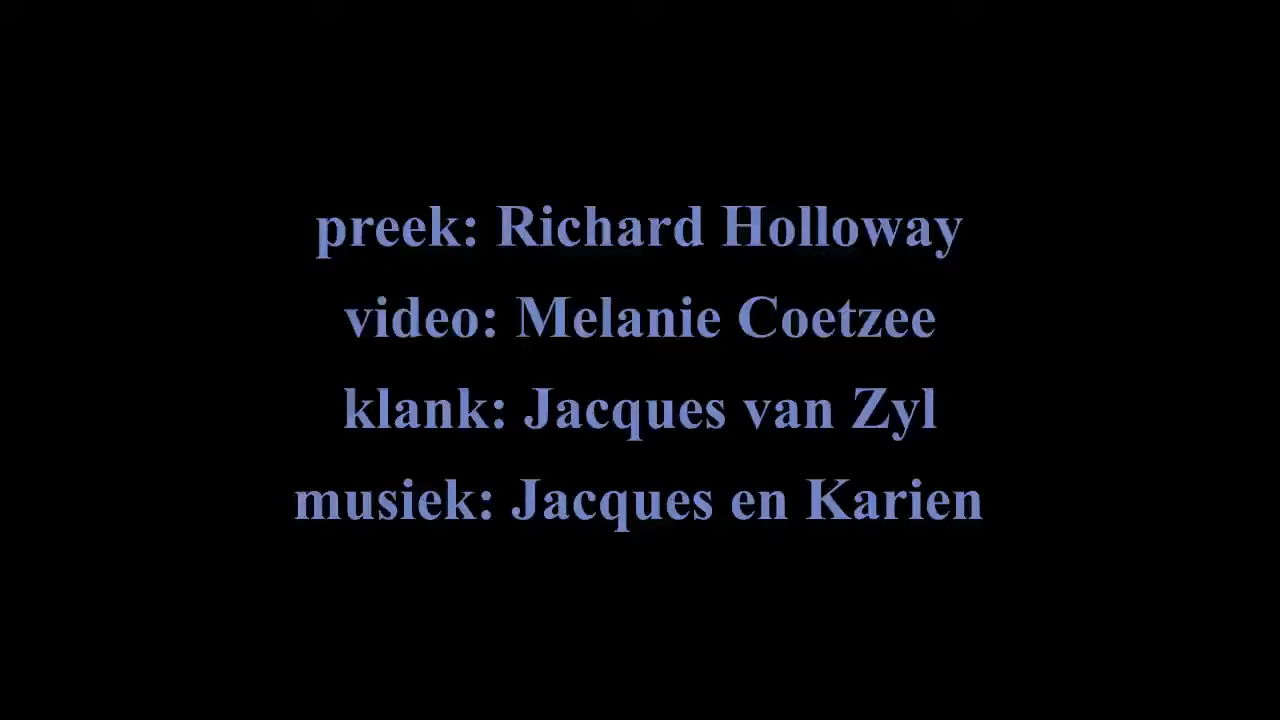 preek: Richard Holloway
video: Melanie Coetzee
klank: Jacques van Zyl
musiek: Jacques en Karien